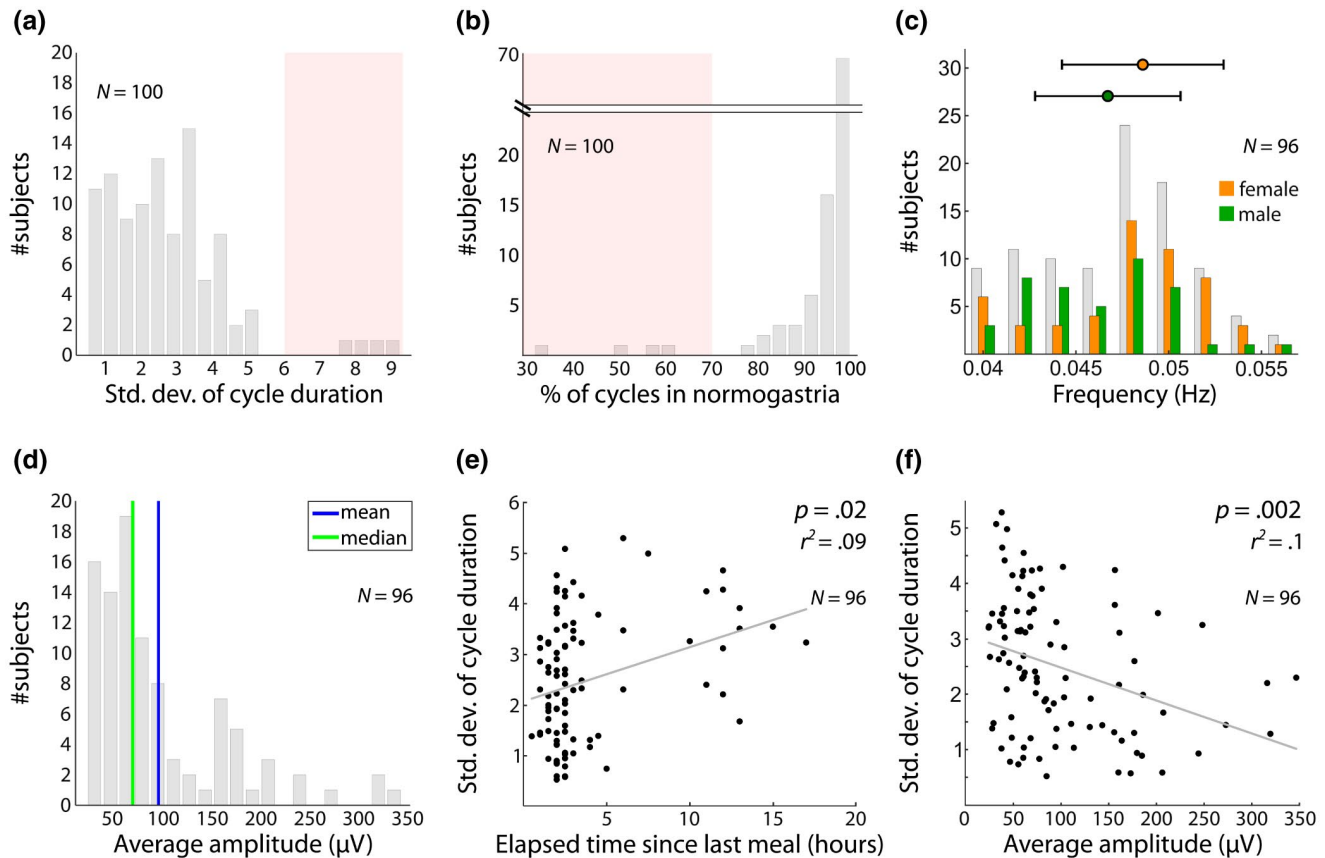 (a)
20
18
16
14
12
10
8
6
4
2
0
#subjects
N = 100
1 2 3 4 5 6 7 8 9
Std. dev. of cycle duration
(b)
70
20
15
10
5
#subjects
N = 100
30 40 50 60 70 80 90 100
% of cycles in normogastria
(c)
30
25
20
15
10
5
#subjects
N = 96
female
male
0.04 0.045 0.05 0.055
Frequency (Hz)
(d)
20
18
16
14
12
10
8
6
4
2
0
#subjects
mean
median
N = 96
50 100 150 200 250 300 350
Average amplitude (µV)
(e)
6
5
4
3
2
1
Std. dev. of cycle duration
p = .02
r² = .09
N = 96
0 5 10 15 20
Elapsed time since last meal (hours)
(f)
5
4
3
2
1
0
Std. dev. of cycle duration
p = .002
r² = .1
N = 96
0 50 100 150 200 250 300 350
Average amplitude (µV)